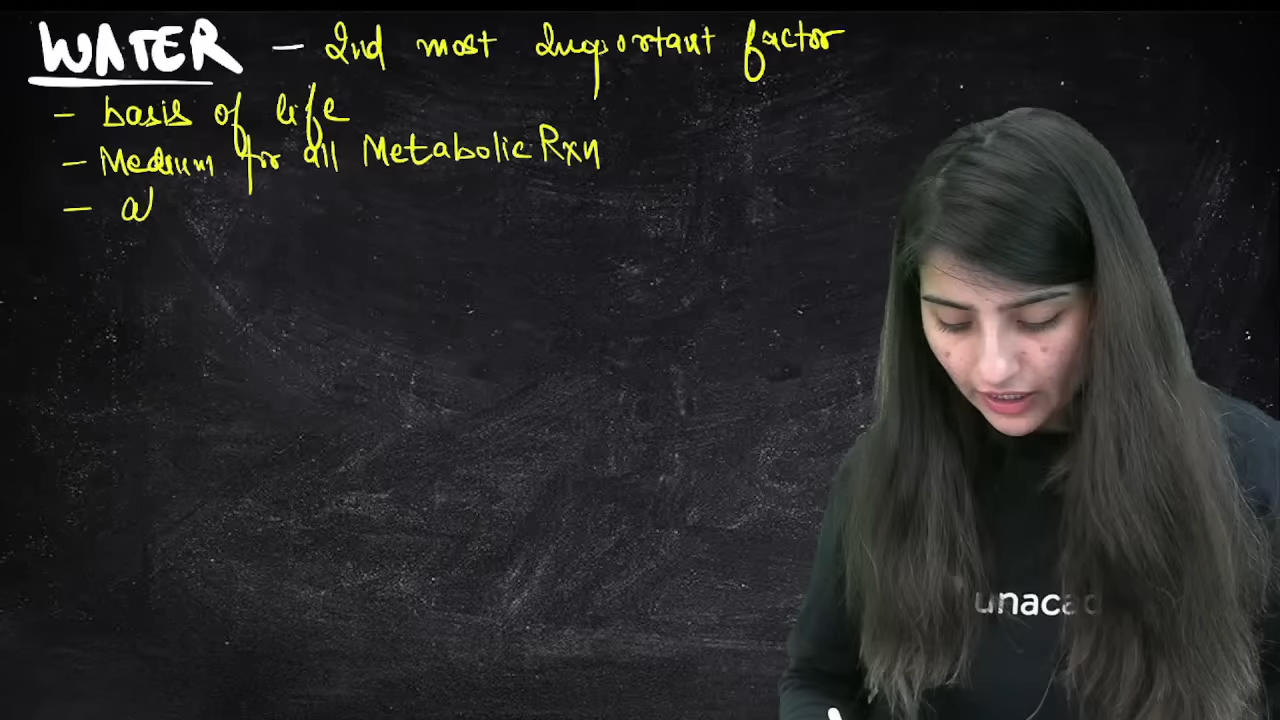 WATER - 2nd most Important factor
- basis of life
- Medium for all Metabolic Rxn
- a
unacad